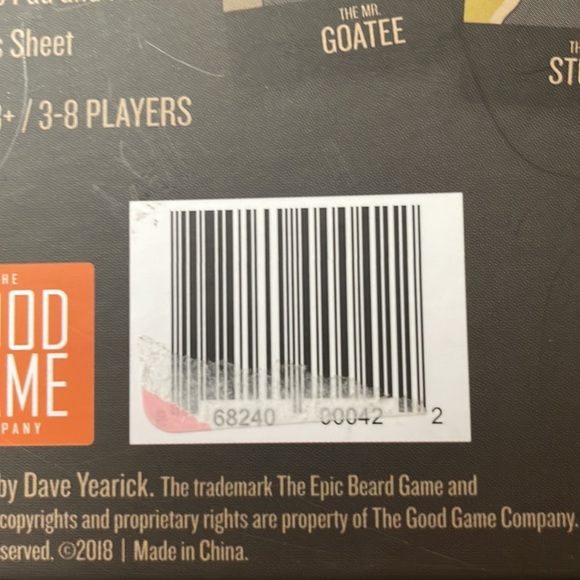 THE MR.
GOATEE
s Sheet
/ 3-8 PLAYERS
HE
OOD
AME
PANY
68240 00042 2
by Dave Yearick. The trademark The Epic Beard Game and
copyrights and proprietary rights are property of The Good Game Company.
served. ©2018 | Made in China.